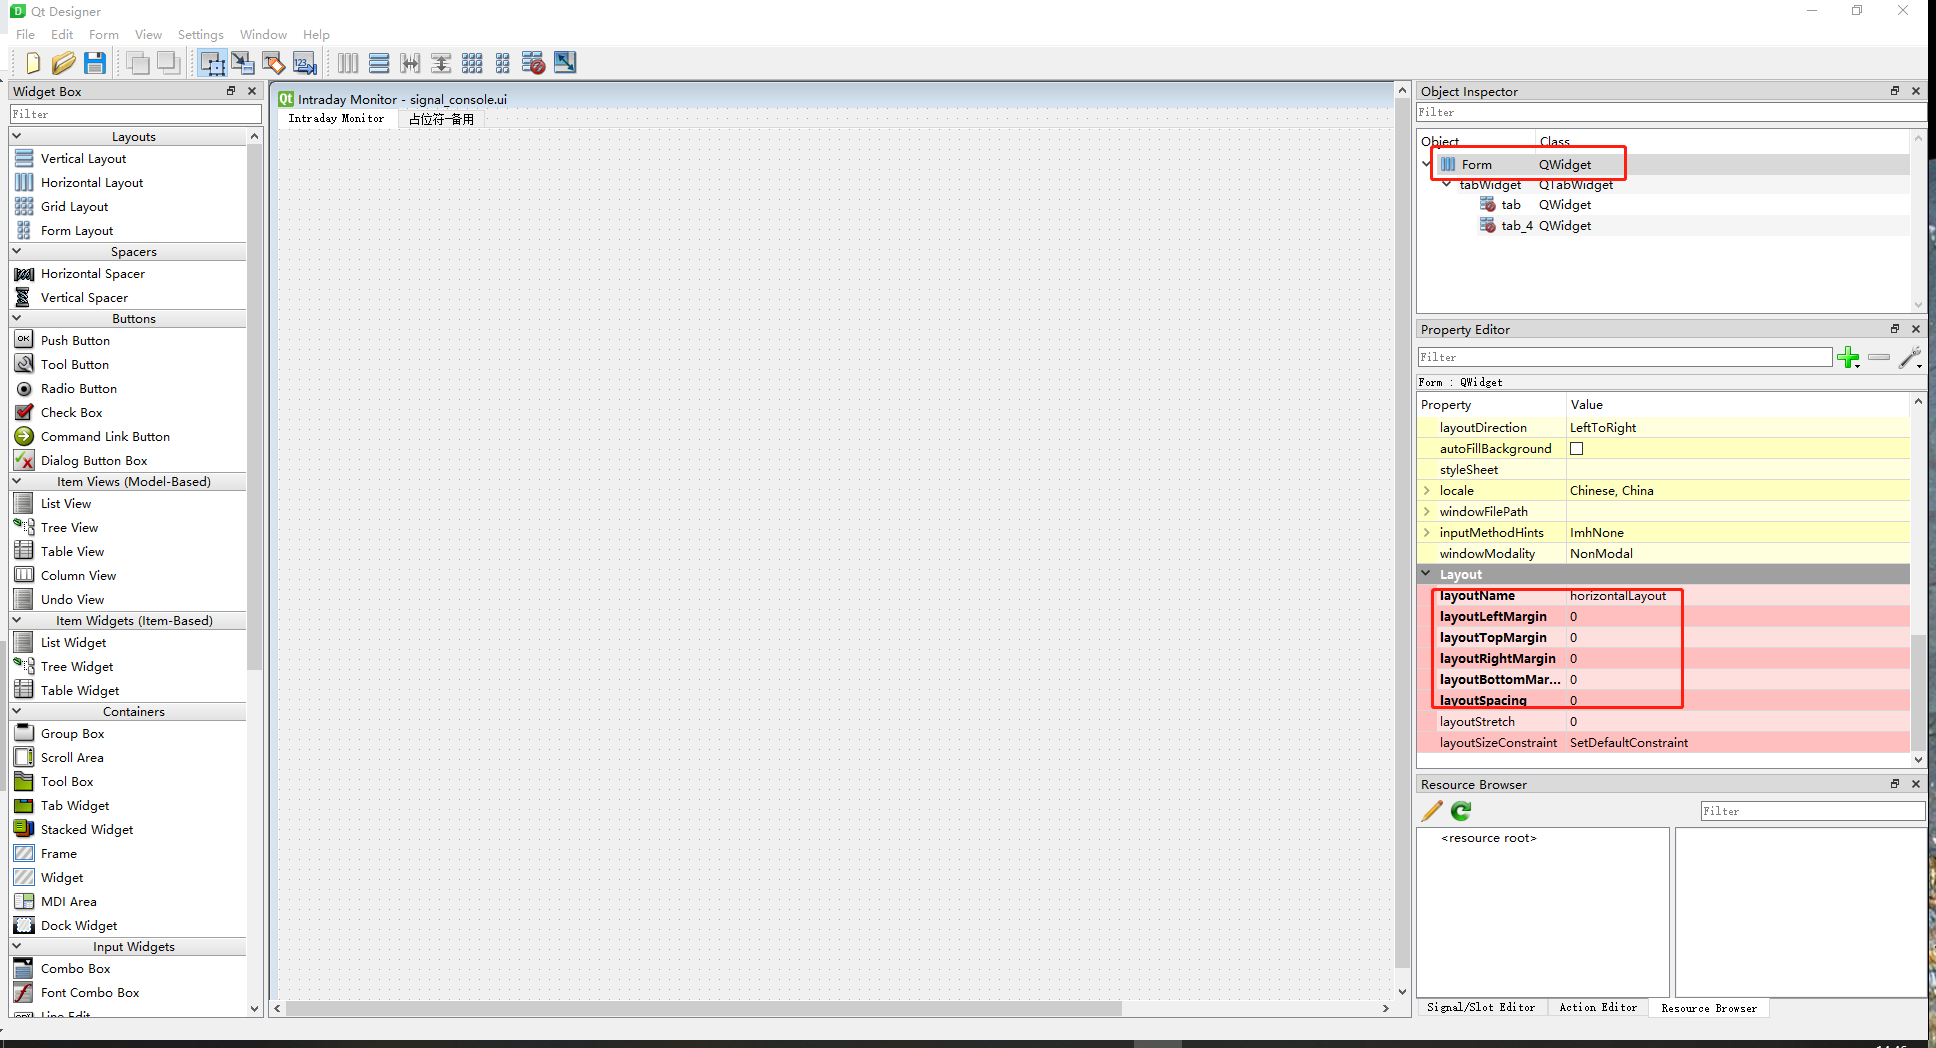 Qt Designer
File Edit Form View Settings Window Help
Widget Box
Filter
Layouts
Vertical Layout
Horizontal Layout
Grid Layout
Form Layout
Spacers
Horizontal Spacer
Vertical Spacer
Buttons
Push Button
Tool Button
Radio Button
Check Box
Command Link Button
Dialog Button Box
Item Views (Model-Based)
List View
Tree View
Table View
Column View
Undo View
Item Widgets (Item-Based)
List Widget
Tree Widget
Table Widget
Containers
Group Box
Scroll Area
Tool Box
Tab Widget
Stacked Widget
Frame
Widget
MDI Area
Dock Widget
Input Widgets
Combo Box
Font Combo Box
Line Edit
Intraday Monitor - signal_console.ui
Intraday Monitor 占位符-备用
Object Inspector
Filter
Object Class
Form QWidget
tabWidget QTabWidget
tab QWidget
tab_4 QWidget
Property Editor
Filter
Form : QWidget
Property Value
layoutDirection LeftToRight
autoFillBackground
styleSheet
locale Chinese, China
windowFilePath
inputMethodHints ImhNone
windowModality NonModal
Layout
layoutName horizontalLayout
layoutLeftMargin 0
layoutTopMargin 0
layoutRightMargin 0
layoutBottomMar... 0
layoutSpacing 0
layoutStretch 0
layoutSizeConstraint SetDefaultConstraint
Resource Browser
Filter
<resource root>
Signal/Slot Editor Action Editor Resource Browser